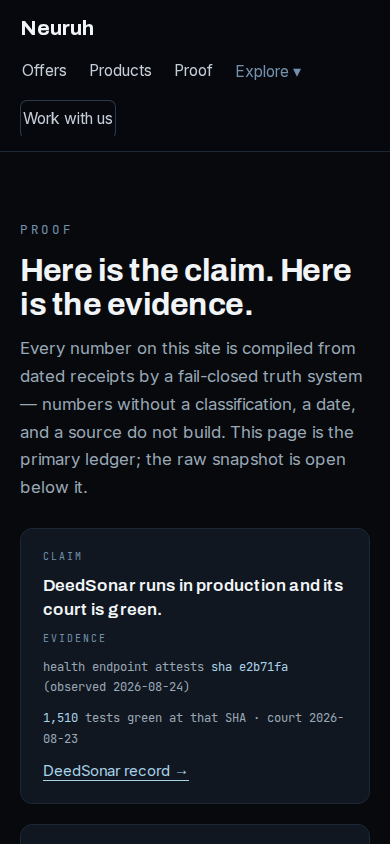 Neuruh
Offers Products Proof Explore ▾
Work with us
PROOF
Here is the claim. Here
is the evidence.
Every number on this site is compiled from
dated receipts by a fail-closed truth system
— numbers without a classification, a date,
and a source do not build. This page is the
primary ledger; the raw snapshot is open
below it.
CLAIM
DeedSonar runs in production and its
court is green.
EVIDENCE
health endpoint attests sha e2b71fa
(observed 2026-08-24)
1,510 tests green at that SHA · court 2026-
08-23
DeedSonar record →